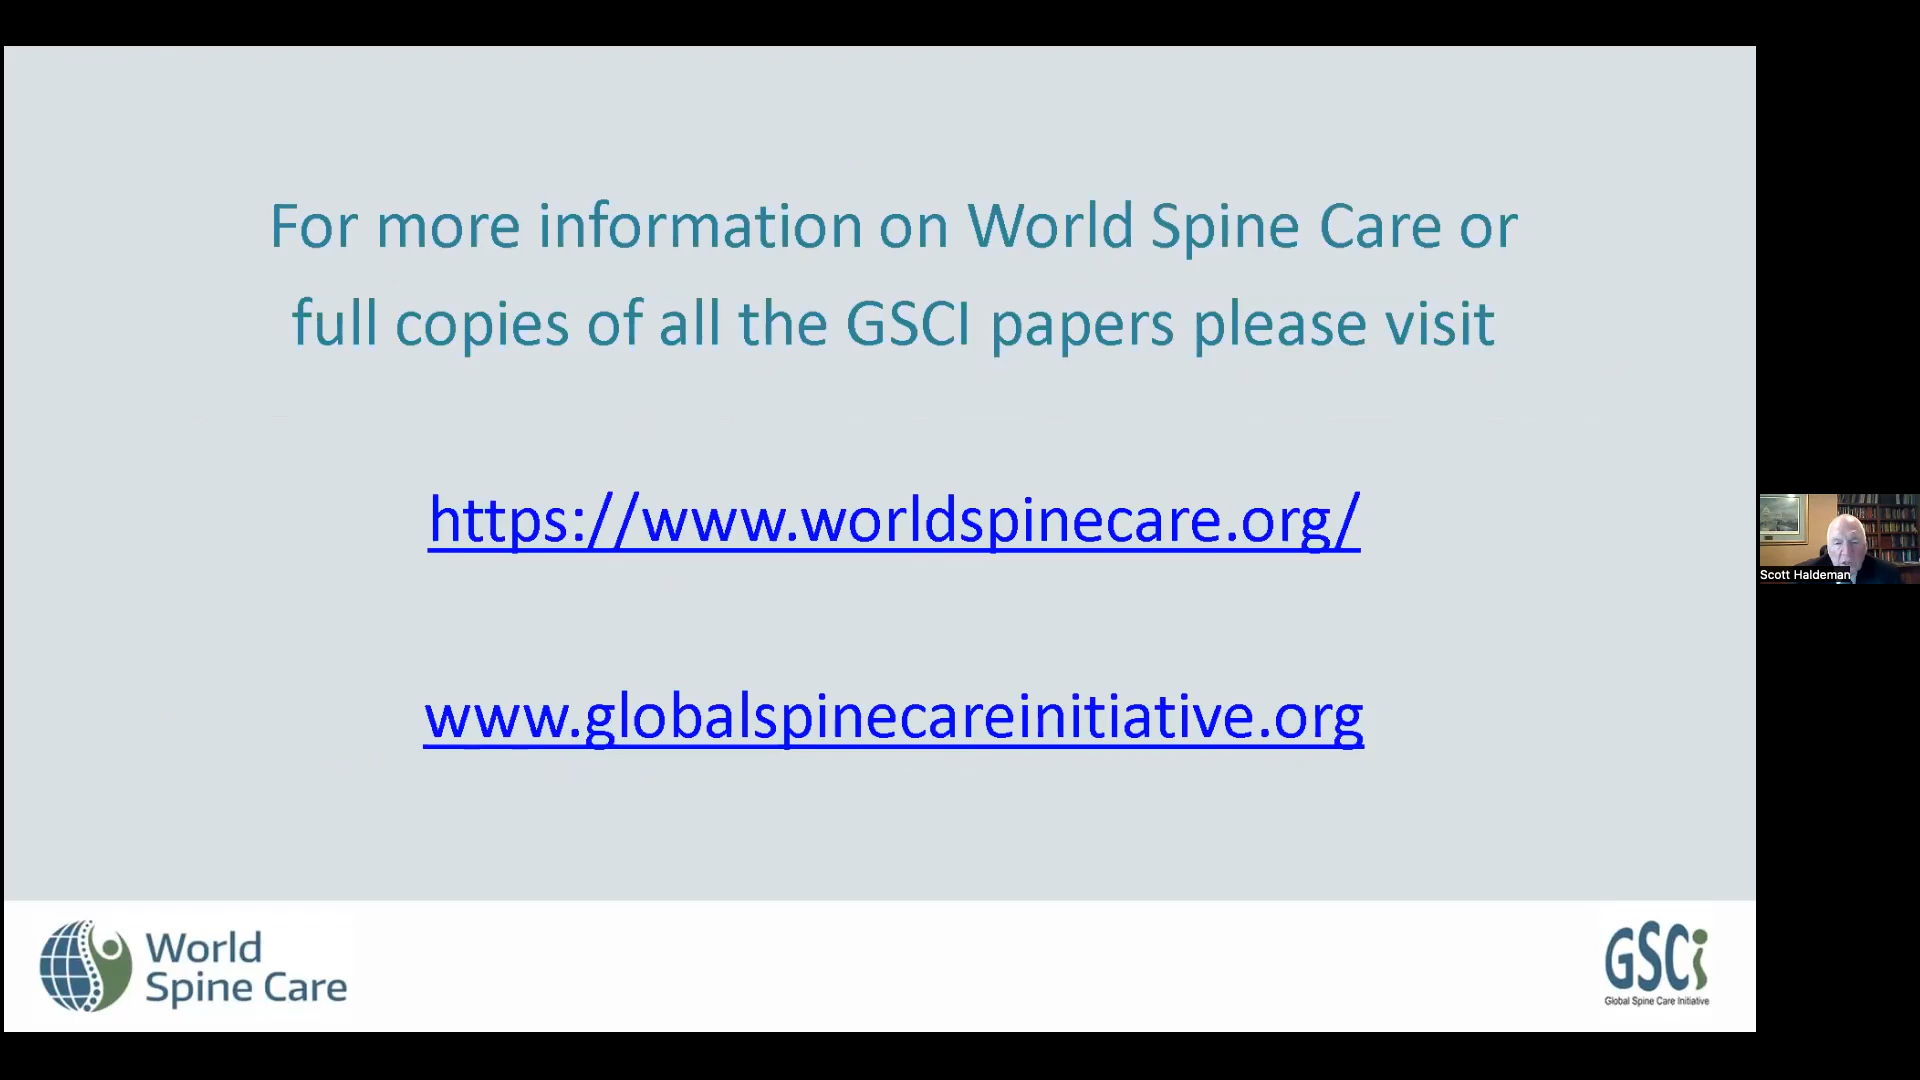 For more information on World Spine Care or
full copies of all the GSCI papers please visit
https://www.worldspinecare.org/
www.globalspinecareinitiative.org
Scott Haldeman
World
Spine Care
GSCi
Global Spine Care Initiative